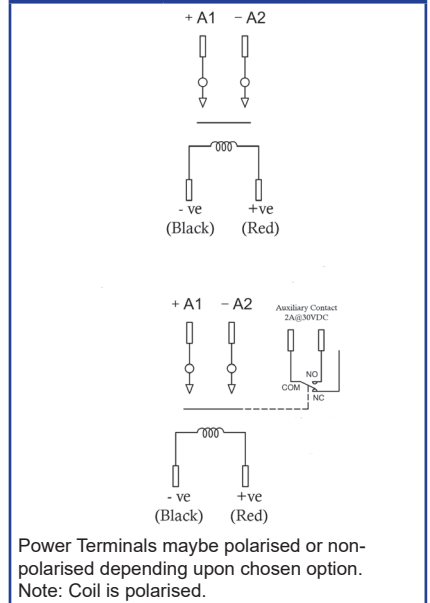 + A1 − A2
- ve +ve
(Black) (Red)
+ A1 − A2
Auxiliary Contact
2A@30VDC
NO
COM
NC
- ve +ve
(Black) (Red)
Power Terminals maybe polarised or non-
polarised depending upon chosen option.
Note: Coil is polarised.